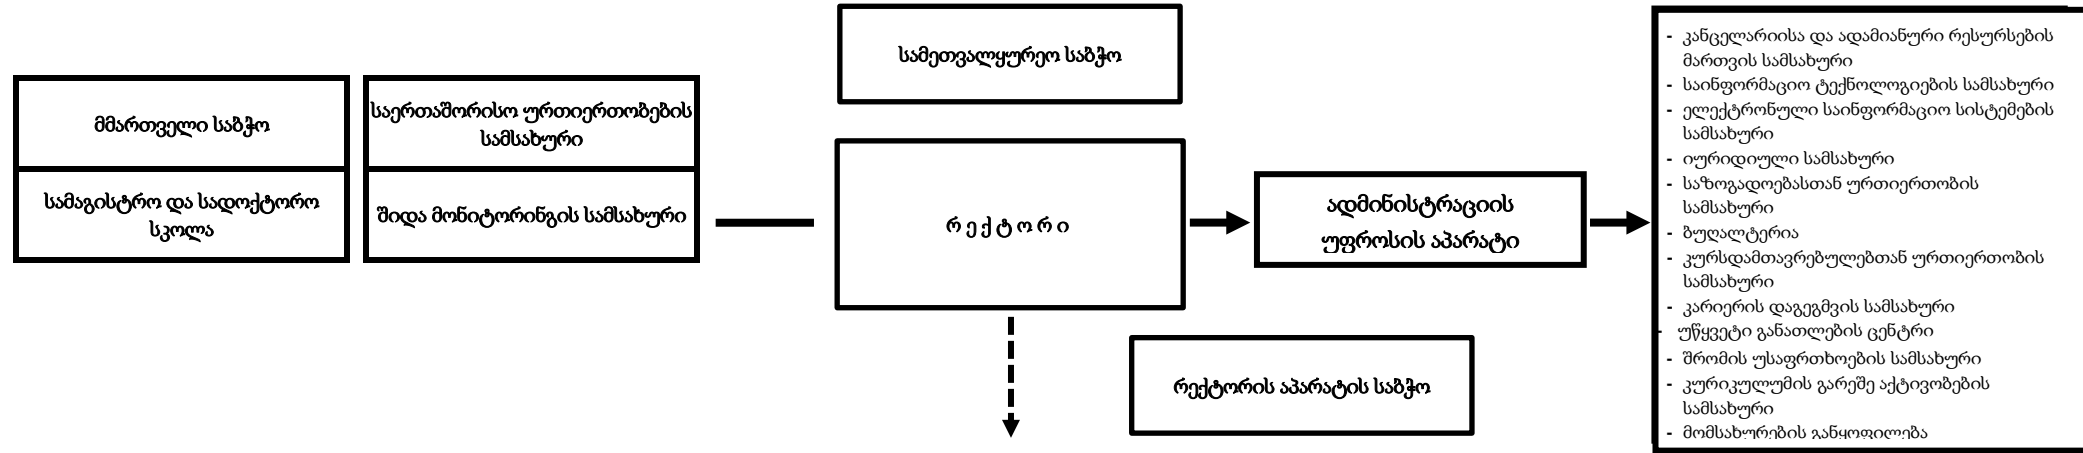 სამეთვალყურეო საბჭო
მმართველი საბჭო
საერთაშორისო ურთიერთობების
სამსახური
სამაგისტრო და სადოქტორო
სკოლა
შიდა მონიტორინგის სამსახური
რ ე ქ ტ ო რ ი
ადმინისტრაციის
უფროსის აპარატი
რექტორის აპარატის საბჭო
- კანცელარიისა და ადამიანური რესურსების
მართვის სამსახური
- საინფორმაციო ტექნოლოგიების სამსახური
- ელექტრონული საინფორმაციო სისტემების
სამსახური
- იურიდიული სამსახური
- საზოგადოებასთან ურთიერთობის
სამსახური
- ბუღალტერია
- კურსდამთავრებულებთან ურთიერთობის
სამსახური
- კარიერის დაგეგმვის სამსახური
- უწყვეტი განათლების ცენტრი
- შრომის უსაფრთხოების სამსახური
- კურიკულუმის გარეშე აქტივობების
სამსახური
- მომსახურების განყოფილება